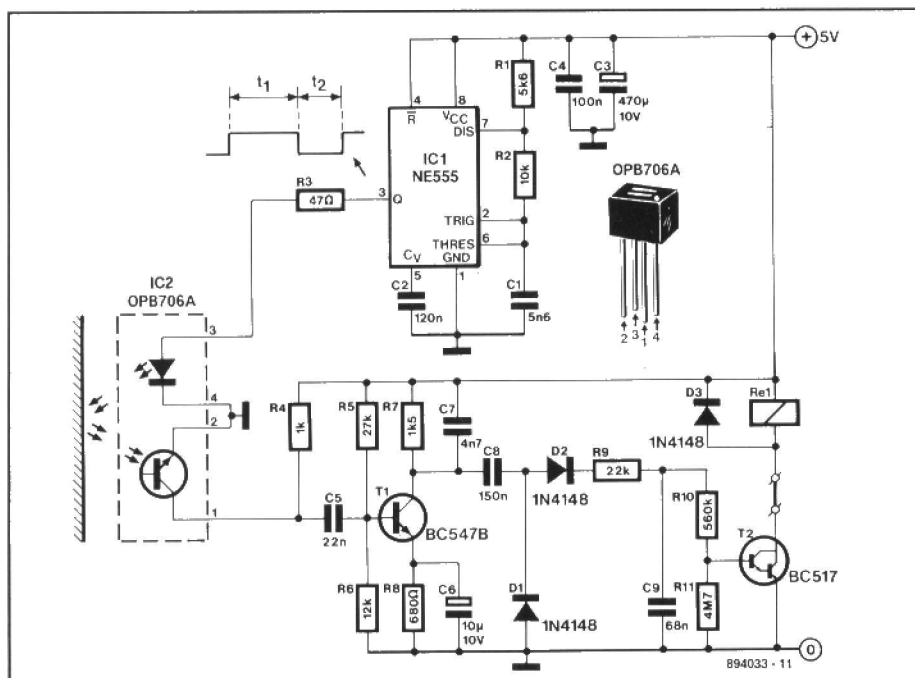 + 5V
t1 t2
R1
5k6
C4
100n
C3
470µ
10V
4 8
R VCC
DIS 7
IC1
NE555
R2
10k
R3
47Ω
3 Q
TRIG 2
THRES 6
GND
CV
5 1
C2
120n
C1
5n6
OPB706A
2 3 1 4
IC2
OPB706A
3
4
2
1
R4
1k
R5
27k
R7
1k5
C7
4n7
C8
150n
D2
1N4148
R9
22k
D3
1N4148
Re1
C5
22n
T1
BC547B
R10
560k
T2
BC517
R6
12k
R8
680Ω
C6
10µ
10V
D1
1N4148
C9
68n
R11
4M7
0
894033 - 11